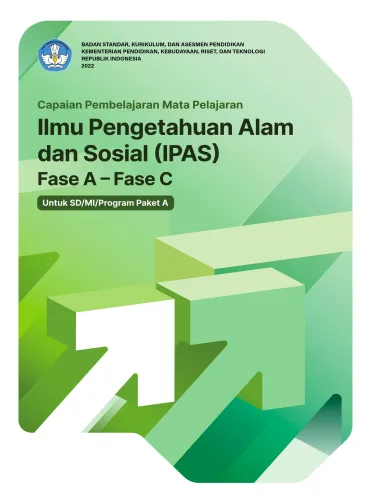 BADAN STANDAR, KURIKULUM, DAN ASESMEN PENDIDIKAN
KEMENTERIAN PENDIDIKAN, KEBUDAYAAN, RISET, DAN TEKNOLOGI
REPUBLIK INDONESIA
2022
Capaian Pembelajaran Mata Pelajaran
Ilmu Pengetahuan Alam
dan Sosial (IPAS)
Fase A – Fase C
Untuk SD/MI/Program Paket A